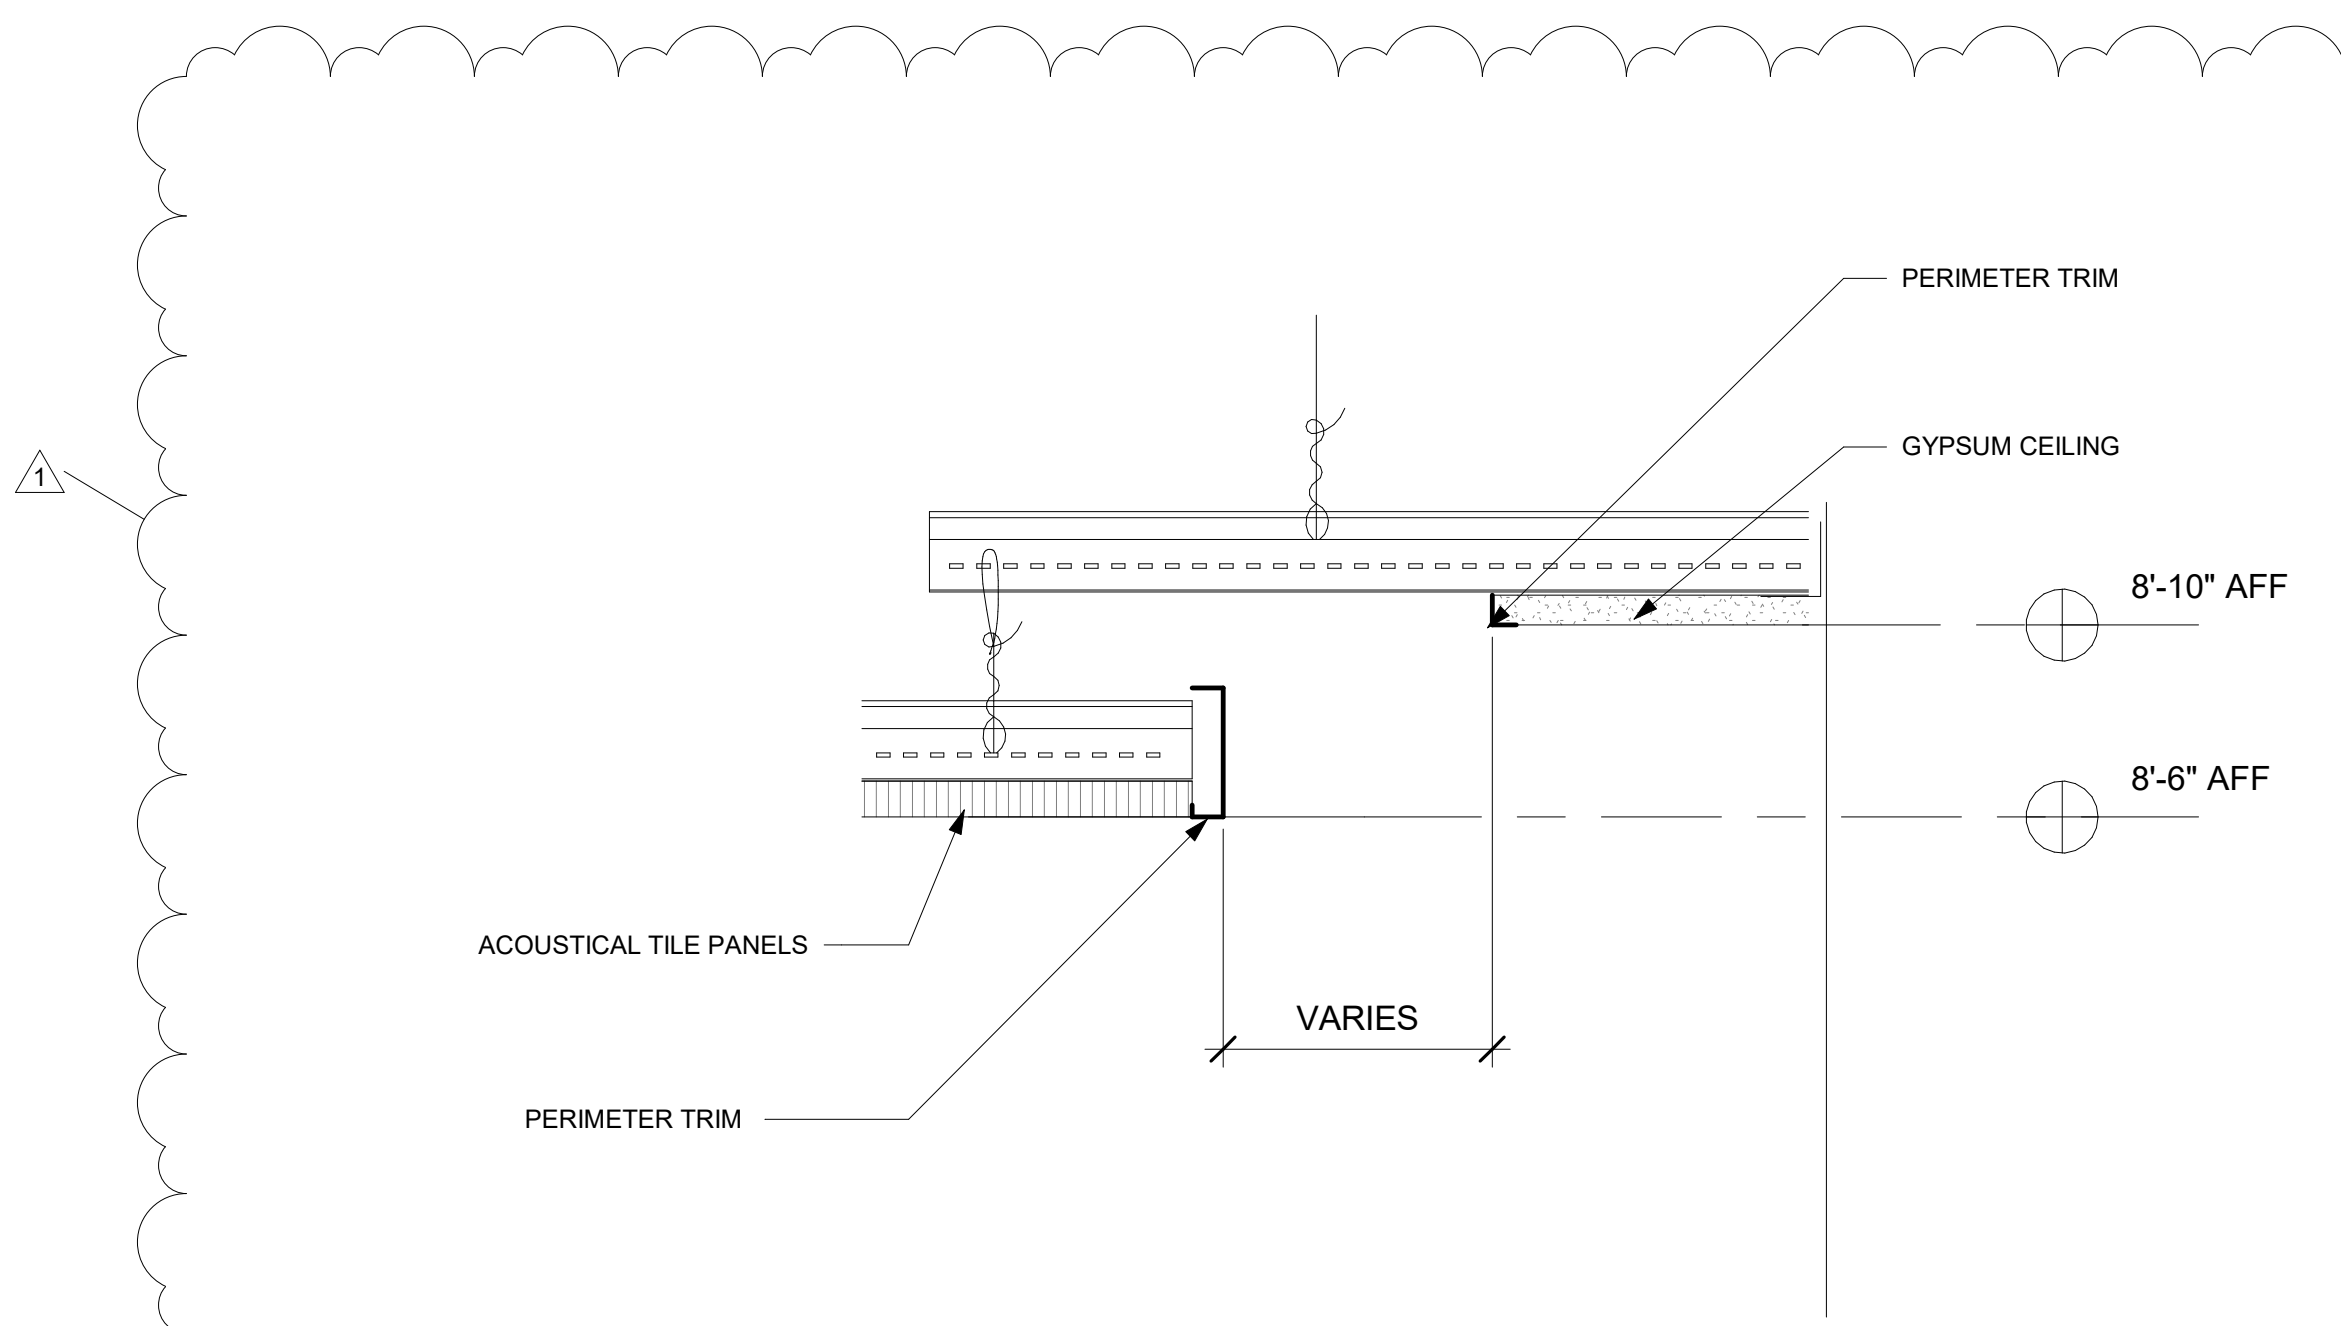 PERIMETER TRIM
GYPSUM CEILING
1
8'-10" AFF
8'-6" AFF
ACOUSTICAL TILE PANELS
VARIES
PERIMETER TRIM